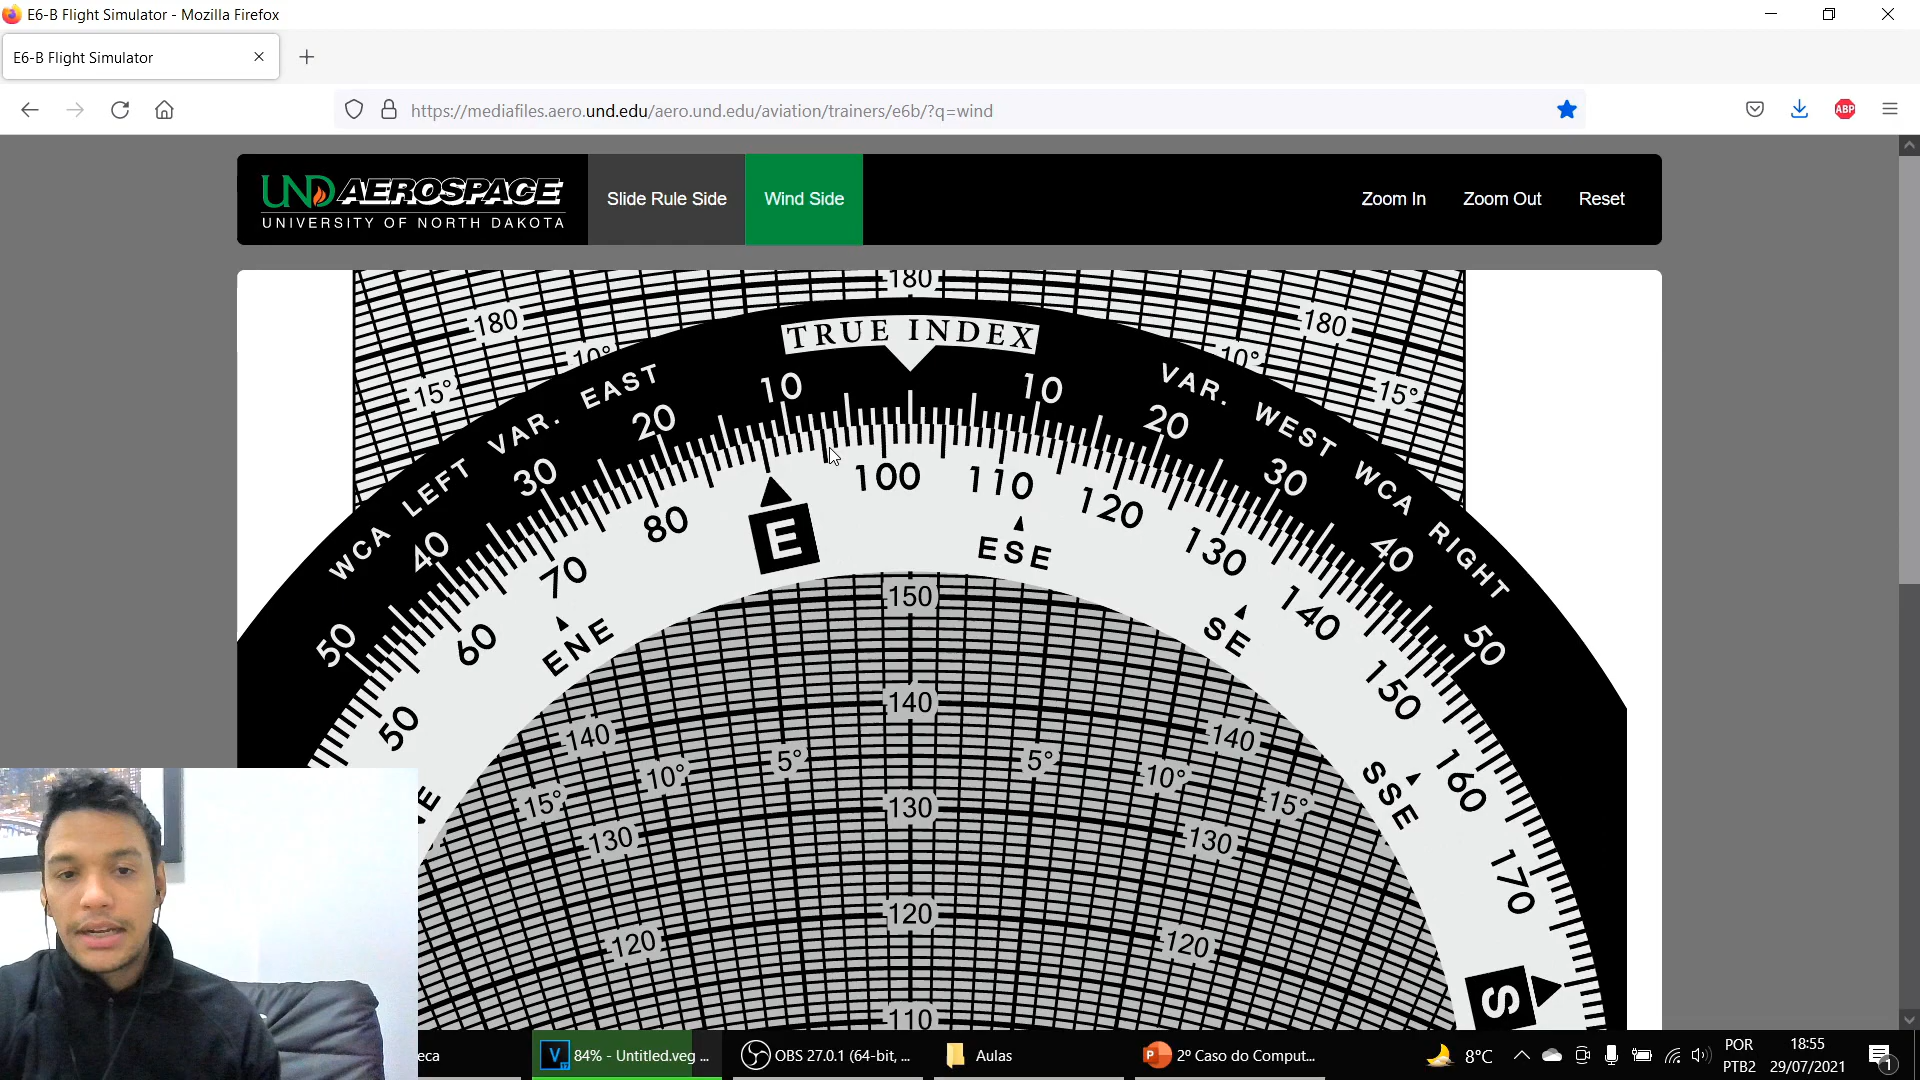 E6-B Flight Simulator - Mozilla Firefox
E6-B Flight Simulator
https://mediafiles.aero.und.edu/aero.und.edu/aviation/trainers/e6b/?q=wind
ABP
UND AEROSPACE
UNIVERSITY OF NORTH DAKOTA
Slide Rule Side
Wind Side
Zoom In
Zoom Out
Reset
180
180
180
TRUE INDEX
10°
10°
15°
15°
WCA LEFT VAR. EAST
VAR. WEST WCA RIGHT
50
40
30
20
10
10
20
30
40
50
50
60
70
80
E
100
110
120
130
140
150
160
170
S
ENE
ESE
SE
SSE
150
140
140
140
15°
10°
5°
5°
10°
15°
130
130
130
120
120
120
110
eca
84% - Untitled.veg ...
OBS 27.0.1 (64-bit, ...
Aulas
2º Caso do Comput...
8°C
POR
PTB2
18:55
29/07/2021
1